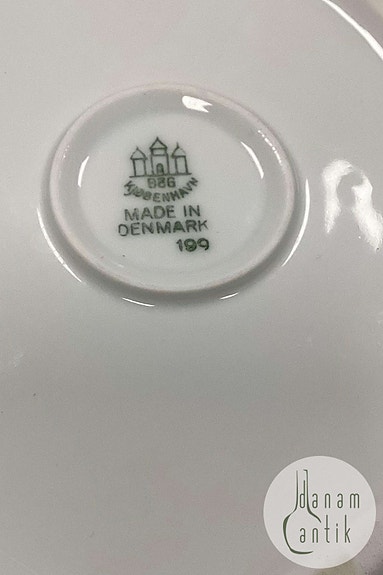 B&G
KJØBENHAVN
MADE IN
DENMARK
199
danam
antik